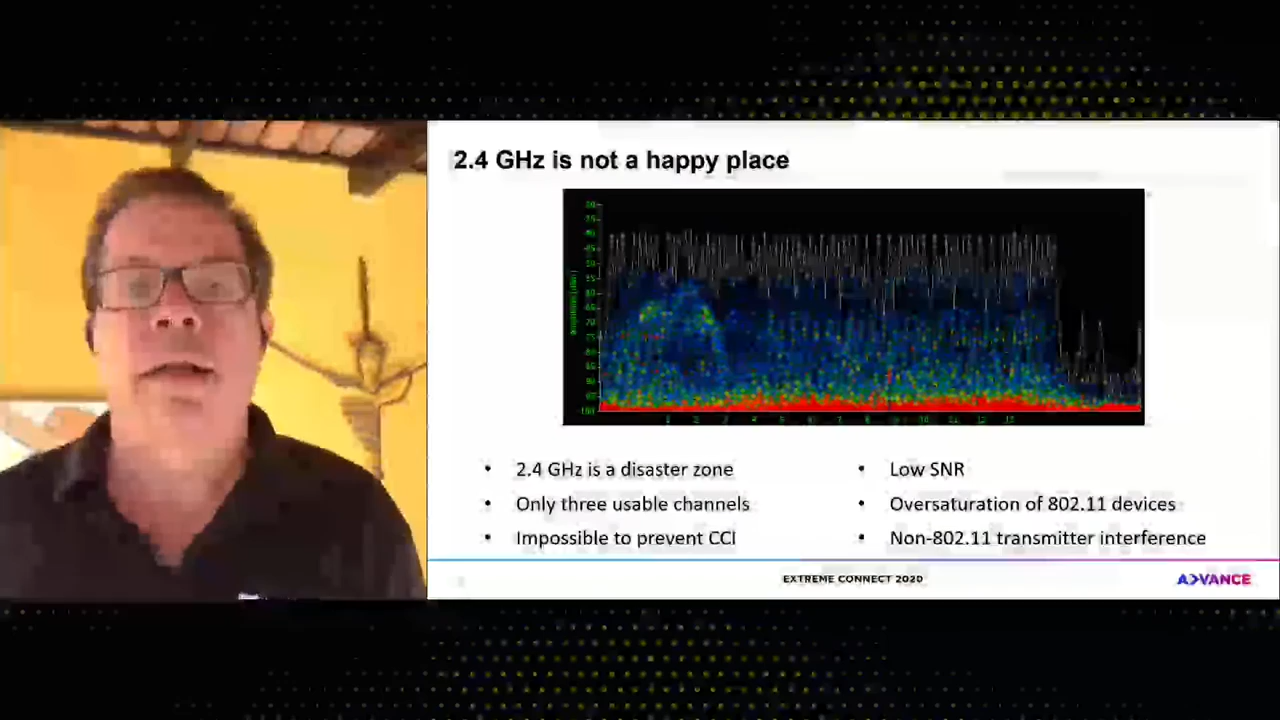 2.4 GHz is not a happy place
• 2.4 GHz is a disaster zone
• Only three usable channels
• Impossible to prevent CCI
• Low SNR
• Oversaturation of 802.11 devices
• Non-802.11 transmitter interference
EXTREME CONNECT 2020
ADVANCE